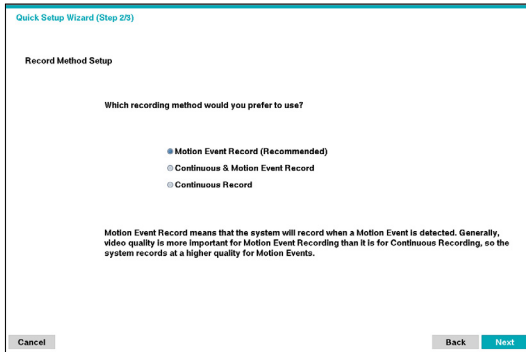 Quick Setup Wizard (Step 2/3)
Record Method Setup
Which recording method would you prefer to use?
Motion Event Record (Recommended)
Continuous & Motion Event Record
Continuous Record
Motion Event Record means that the system will record when a Motion Event is detected. Generally,
video quality is more important for Motion Event Recording than it is for Continuous Recording, so the
system records at a higher quality for Motion Events.
Cancel
Back
Next